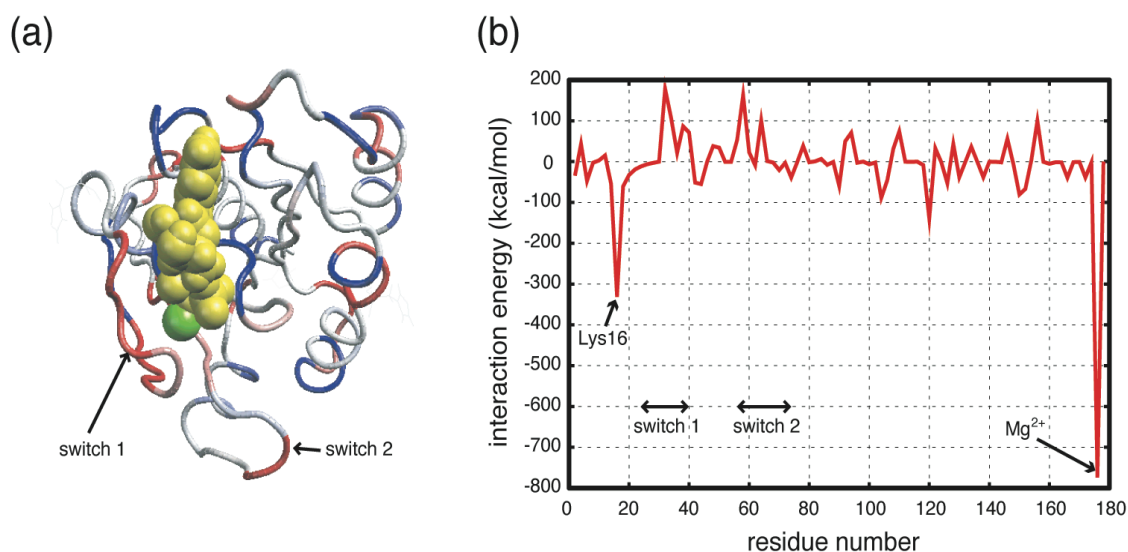 (a)
switch 1
switch 2
(b)
interaction energy (kcal/mol)
200
100
0
-100
-200
-300
-400
-500
-600
-700
-800
Lys16
switch 1
switch 2
Mg²⁺
0 20 40 60 80 100 120 140 160 180
residue number